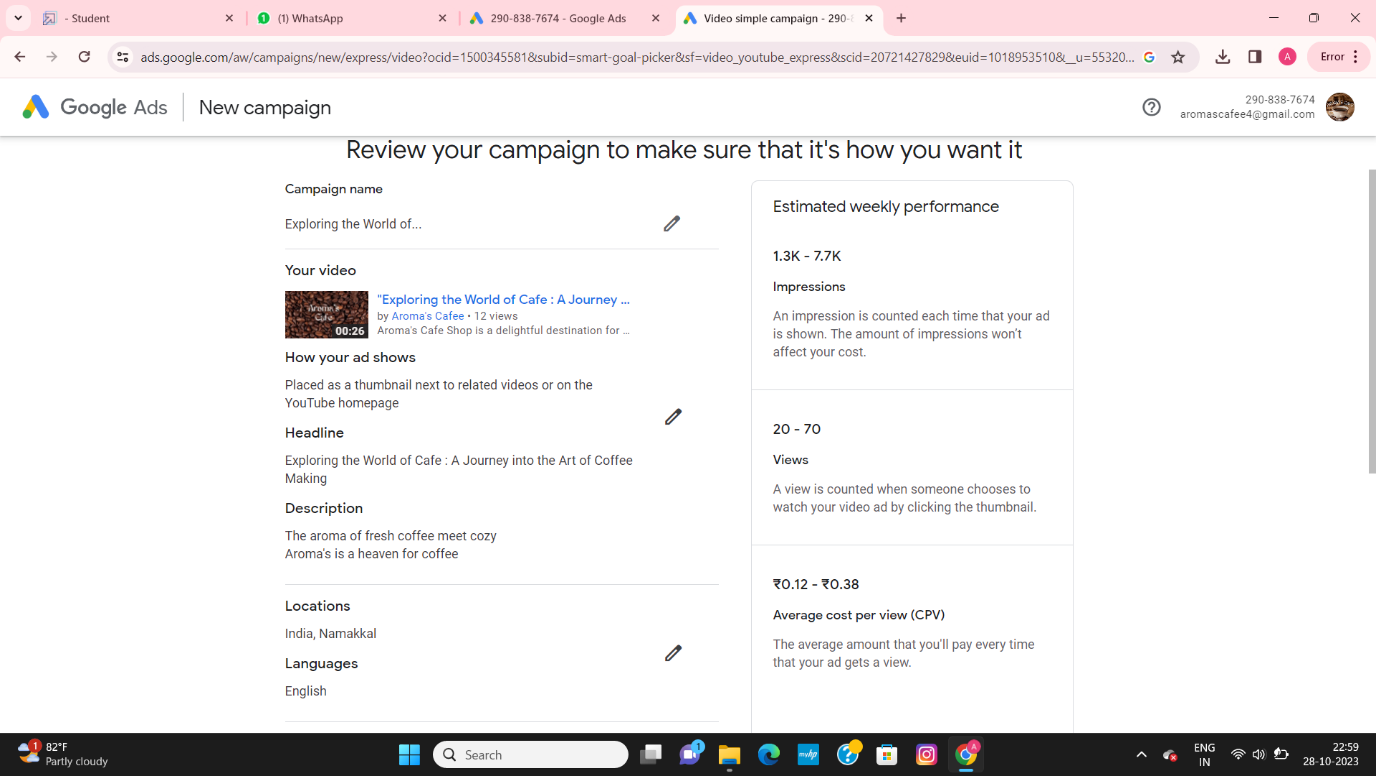 - Student
(1) WhatsApp
290-838-7674 - Google Ads
Video simple campaign - 290-8
ads.google.com/aw/campaigns/new/express/video?ocid=1500345581&subid=smart-goal-picker&sf=video_youtube_express&scid=20721427829&euid=1018953510&__u=55320...
A
Error
Google Ads
New campaign
290-838-7674
aromascafee4@gmail.com
Review your campaign to make sure that it's how you want it
Campaign name
Exploring the World of...
Your video
Aroma's
Cafe
00:26
"Exploring the World of Cafe : A Journey ...
by Aroma's Cafee • 12 views
Aroma's Cafe Shop is a delightful destination for ...
How your ad shows
Placed as a thumbnail next to related videos or on the
YouTube homepage
Headline
Exploring the World of Cafe : A Journey into the Art of Coffee
Making
Description
The aroma of fresh coffee meet cozy
Aroma's is a heaven for coffee
Locations
India, Namakkal
Languages
English
Estimated weekly performance
1.3K - 7.7K
Impressions
An impression is counted each time that your ad
is shown. The amount of impressions won't
affect your cost.
20 - 70
Views
A view is counted when someone chooses to
watch your video ad by clicking the thumbnail.
₹0.12 - ₹0.38
Average cost per view (CPV)
The average amount that you'll pay every time
that your ad gets a view.
1
82°F
Partly cloudy
Search
1
myhp
A
ENG
IN
22:59
28-10-2023